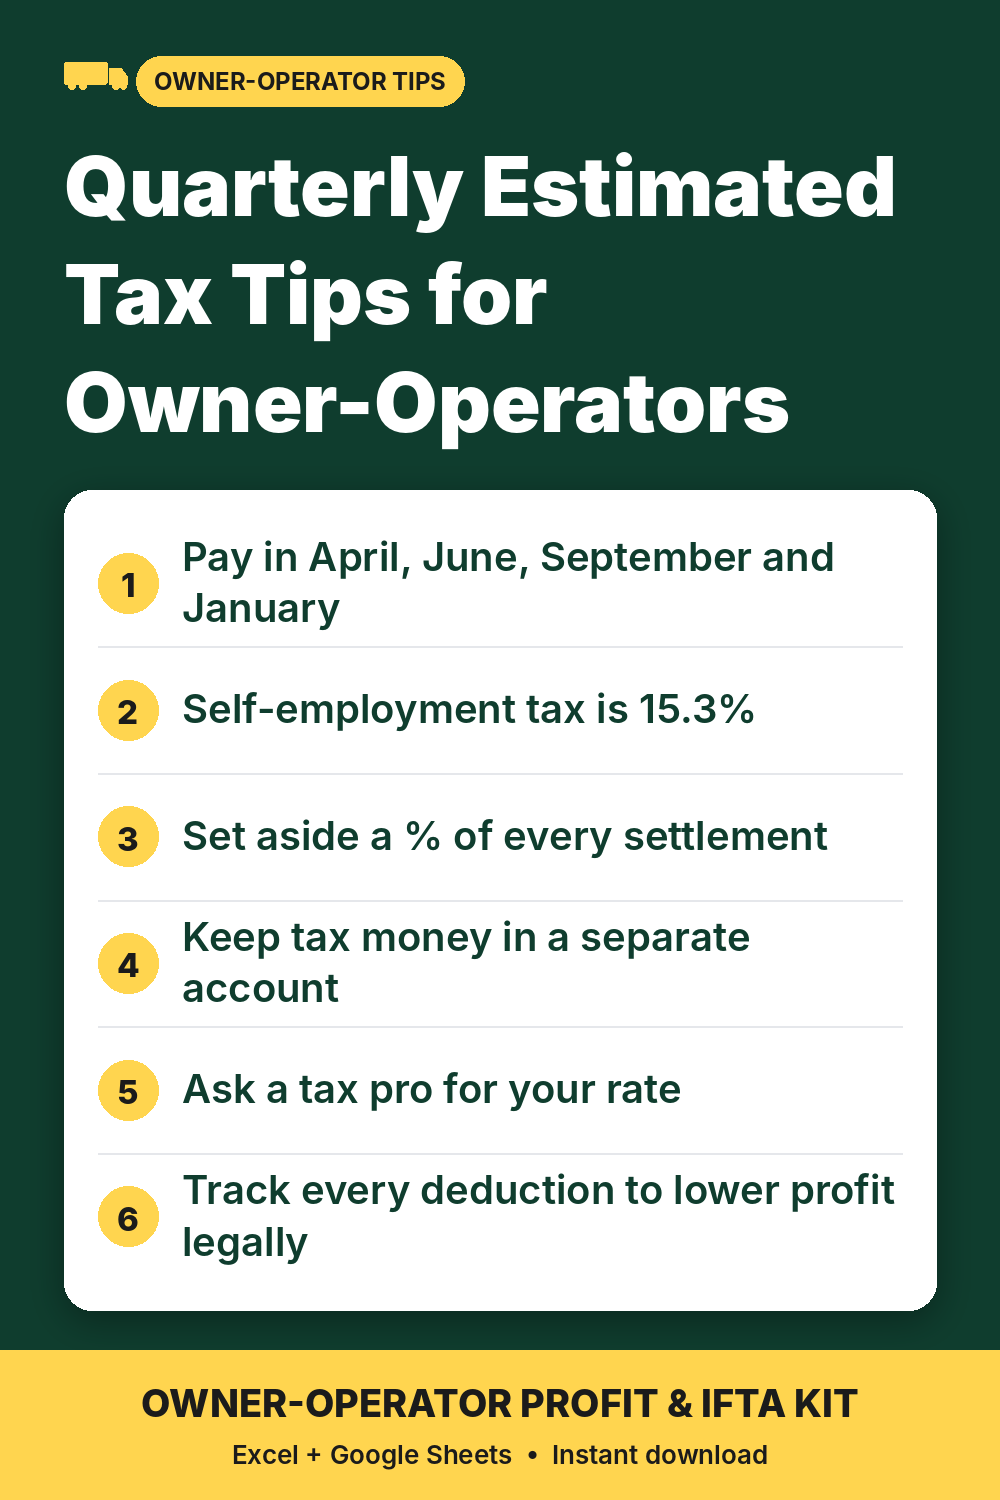 OWNER-OPERATOR TIPS
Quarterly Estimated
Tax Tips for
Owner-Operators
1 Pay in April, June, September and
January
2 Self-employment tax is 15.3%
3 Set aside a % of every settlement
4 Keep tax money in a separate
account
5 Ask a tax pro for your rate
6 Track every deduction to lower profit
legally
OWNER-OPERATOR PROFIT & IFTA KIT
Excel + Google Sheets • Instant download